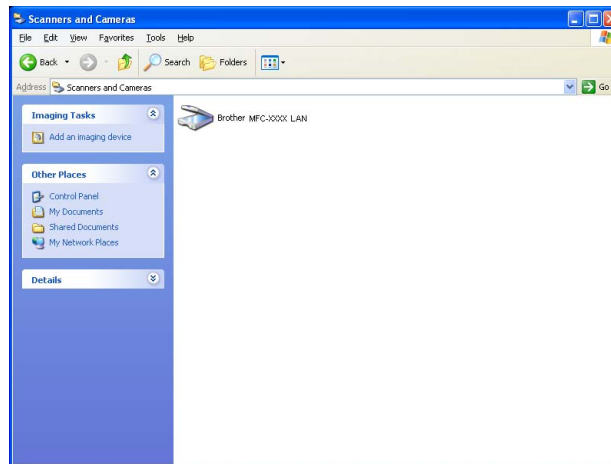 Scanners and Cameras
File Edit View Favorites Tools Help
Back Search Folders
Address Scanners and Cameras Go
Imaging Tasks
Add an imaging device
Other Places
Control Panel
My Documents
Shared Documents
My Network Places
Details
Brother MFC-XXXX LAN